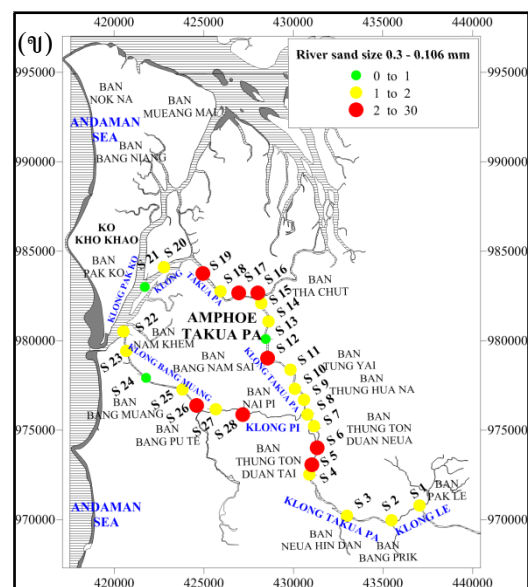 420000 425000 430000 435000 440000
(ข)
River sand size 0.3 - 0.106 mm
0 to 1
1 to 2
2 to 30
995000
990000
985000
980000
975000
970000
BAN
NOK NA
BAN
MUEANG MAI
ANDAMAN
SEA
BAN
BANG NIANG
KO
KHO KHAO
BAN
PAK KO
S 21
S 20
S 19
S 18
S 17
S 16
S 15
S 14
S 13
S 12
S 11
S 10
S 9
S 8
S 7
S 6
S 5
S 4
S 3
S 2
S 1
S 22
S 23
S 24
S 25
S 26
S 27
S 28
KLONG PAK KO
KLONG TAKUA PA
BAN
THA CHUT
AMPHOE
TAKUA PA
BAN
NAM KHEM
BAN
BANG NAM SAI
KLONG BANG MUANG
KLONG TAKUA PA
BAN
TUNG YAI
BAN
THUNG HUA NA
BAN
BANG MUANG
BAN
NAI PI
BAN
BANG PU TE
KLONG PI
BAN
THUNG TON
DUAN NEUA
BAN
THUNG TON
DUAN TAI
ANDAMAN
SEA
KLONG TAKUA PA
KLONG LE
BAN
PAK LE
BAN
NEUA HIN DAN
BAN
BANG PRIK
420000 425000 430000 435000 440000